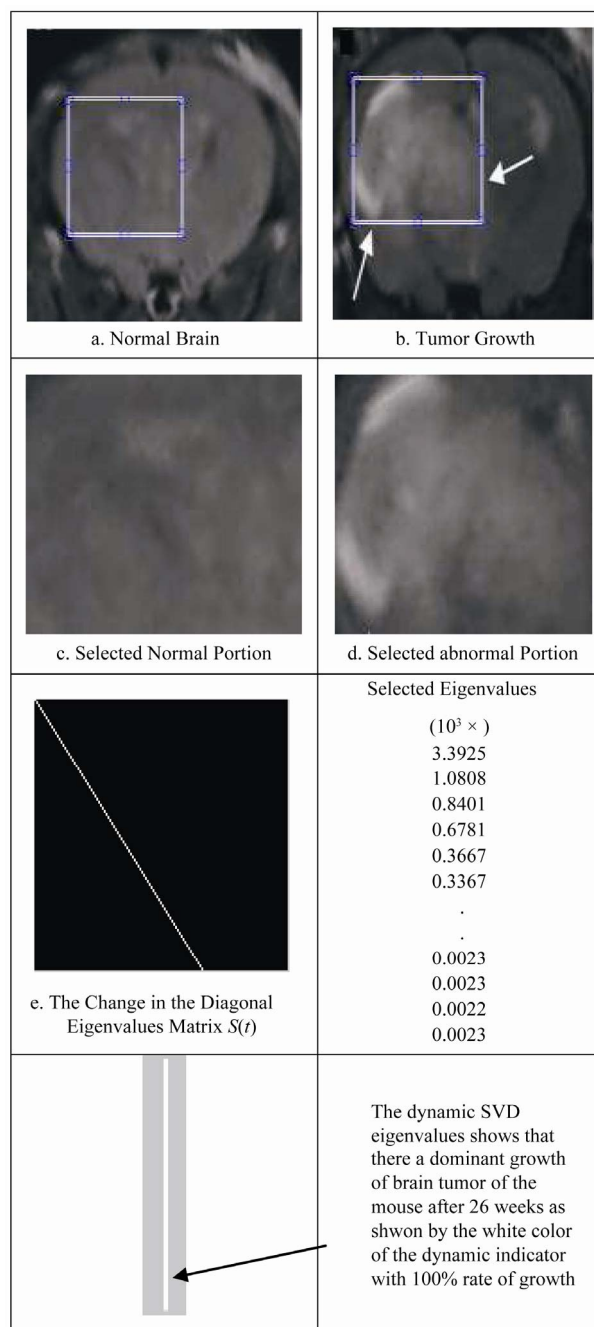 a. Normal Brain
b. Tumor Growth
c. Selected Normal Portion
d. Selected abnormal Portion
e. The Change in the Diagonal
Eigenvalues Matrix S(t)
Selected Eigenvalues
(10³ × )
3.3925
1.0808
0.8401
0.6781
0.3667
0.3367
.
.
0.0023
0.0023
0.0022
0.0023
The dynamic SVD
eigenvalues shows that
there a dominant growth
of brain tumor of the
mouse after 26 weeks as
shwon by the white color
of the dynamic indicator
with 100% rate of growth